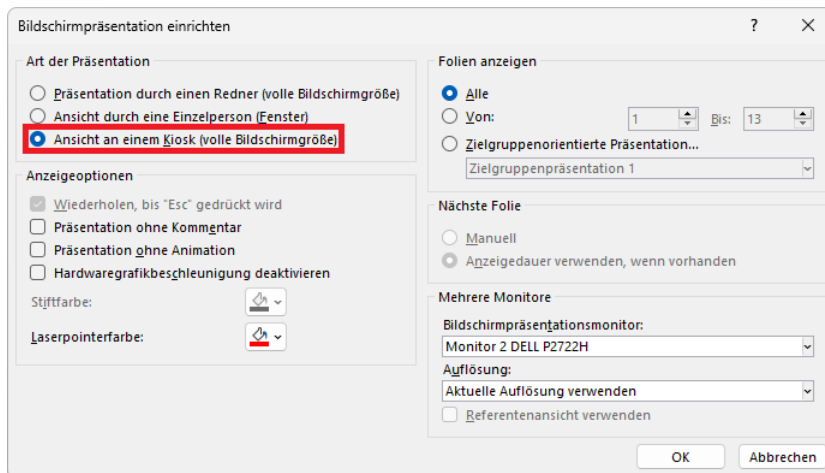 Bildschirmpräsentation einrichten
Art der Präsentation
Präsentation durch einen Redner (volle Bildschirmgröße)
Ansicht durch eine Einzelperson (Fenster)
Ansicht an einem Kiosk (volle Bildschirmgröße)
Anzeigeoptionen
Wiederholen, bis "Esc" gedrückt wird
Präsentation ohne Kommentar
Präsentation ohne Animation
Hardwaregrafikbeschleunigung deaktivieren
Stiftfarbe:
Laserpointerfarbe:
Folien anzeigen
Alle
Von: 1 Bis: 13
Zielgruppenorientierte Präsentation...
Zielgruppenpräsentation 1
Nächste Folie
Manuell
Anzeigedauer verwenden, wenn vorhanden
Mehrere Monitore
Bildschirmpräsentationsmonitor:
Monitor 2 DELL P2722H
Auflösung:
Aktuelle Auflösung verwenden
Referentenansicht verwenden
OK Abbrechen